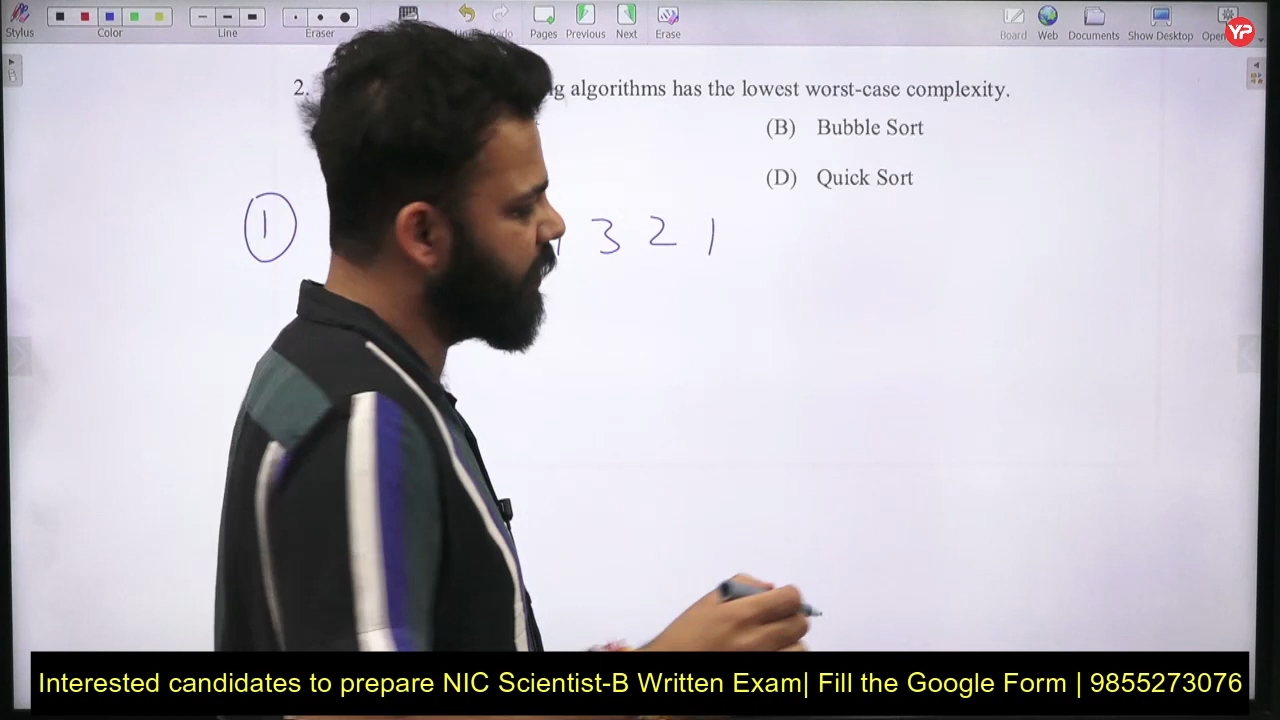 Stylus Color Line Eraser Redo Pages Previous Next Erase Board Web Documents Show Desktop
YP
2. algorithms has the lowest worst-case complexity.
(B) Bubble Sort
(D) Quick Sort
1 3 2 1
Interested candidates to prepare NIC Scientist-B Written Exam| Fill the Google Form | 9855273076